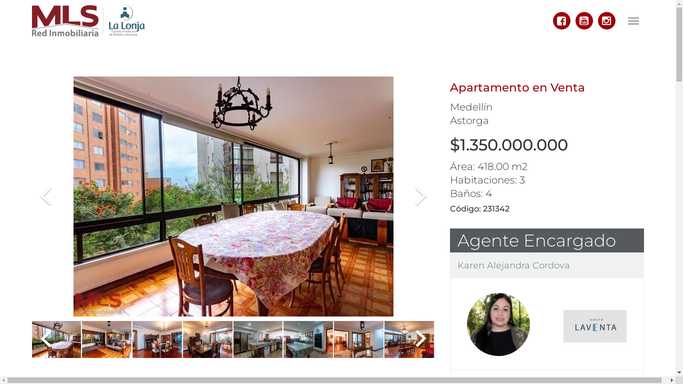 MLS
Red Inmobiliaria
La Lonja
Apartamento en Venta
Medellín
Astorga
$1.350.000.000
Área: 418.00 m2
Habitaciones: 3
Baños: 4
Código: 231342
Agente Encargado
Karen Alejandra Cordova
LAVENTA
MLS